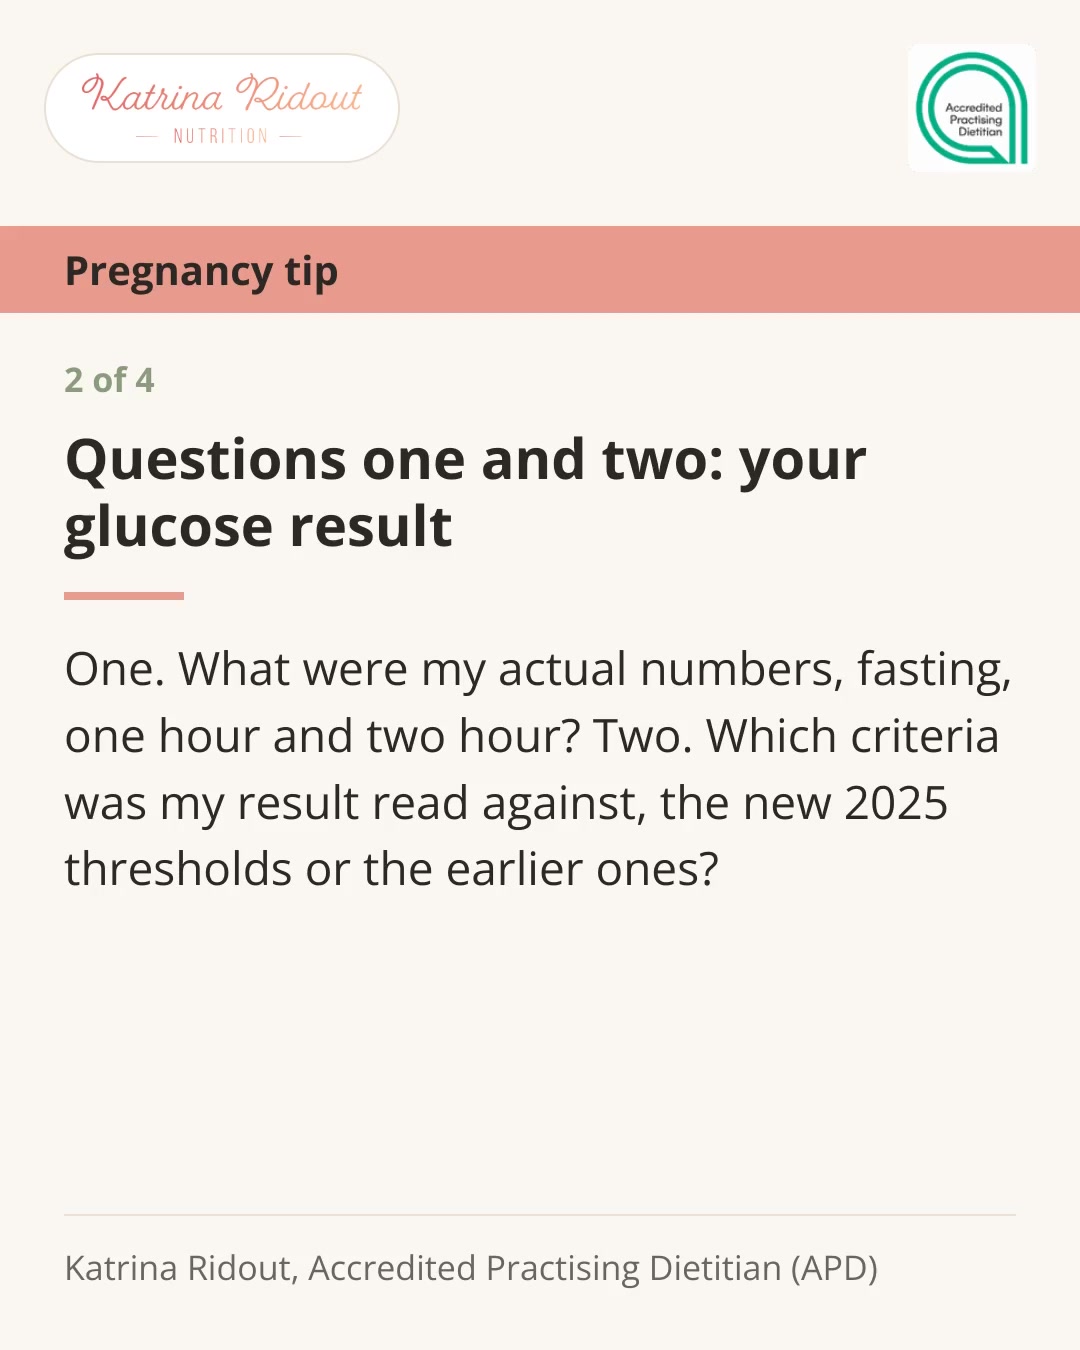 Katrina Ridout
NUTRITION
Accredited
Practising
Dietitian
Pregnancy tip
2 of 4
Questions one and two: your
glucose result
One. What were my actual numbers, fasting,
one hour and two hour? Two. Which criteria
was my result read against, the new 2025
thresholds or the earlier ones?
Katrina Ridout, Accredited Practising Dietitian (APD)